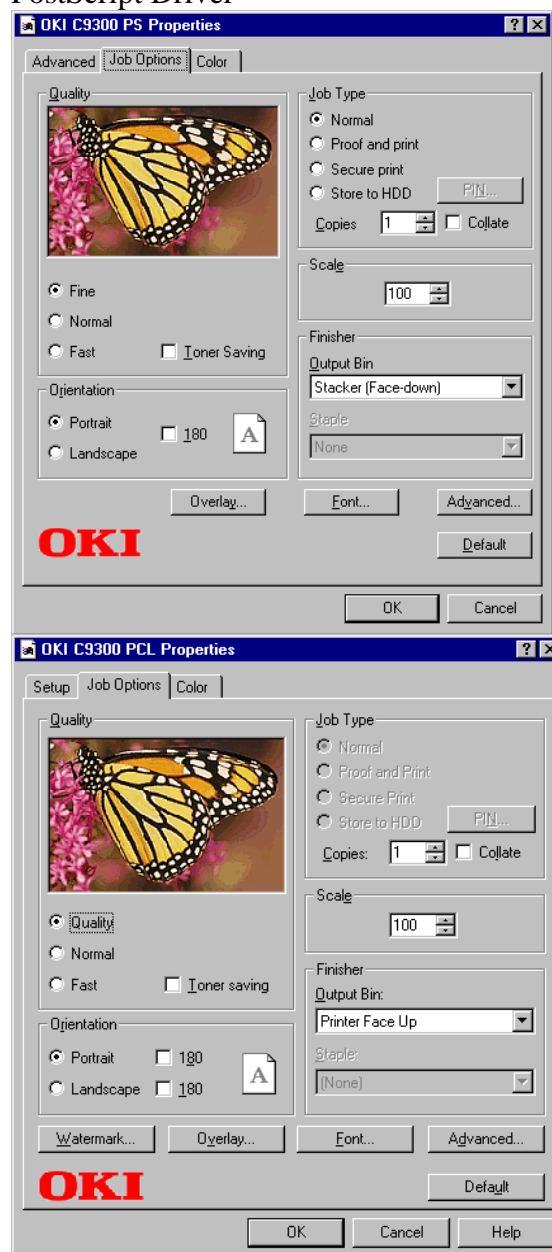 PostScript Driver
OKI C9300 PS Properties
Advanced Job Options Color
Quality
Fine
Normal
Fast Toner Saving
Orientation
Portrait
Landscape
180
A
Job Type
Normal
Proof and print
Secure print
Store to HDD PIN...
Copies 1 Collate
Scale
100
Finisher
Output Bin
Stacker (Face-down)
Staple
None
Overlay... Font... Advanced...
OKI Default
OK Cancel
OKI C9300 PCL Properties
Setup Job Options Color
Quality
Quality
Normal
Fast Toner saving
Orientation
Portrait 180
Landscape 180
A
Job Type
Normal
Proof and Print
Secure Print
Store to HDD PIN...
Copies: 1 Collate
Scale
100
Finisher
Output Bin:
Printer Face Up
Staple:
(None)
Watermark... Overlay... Font... Advanced...
OKI Default
OK Cancel Help